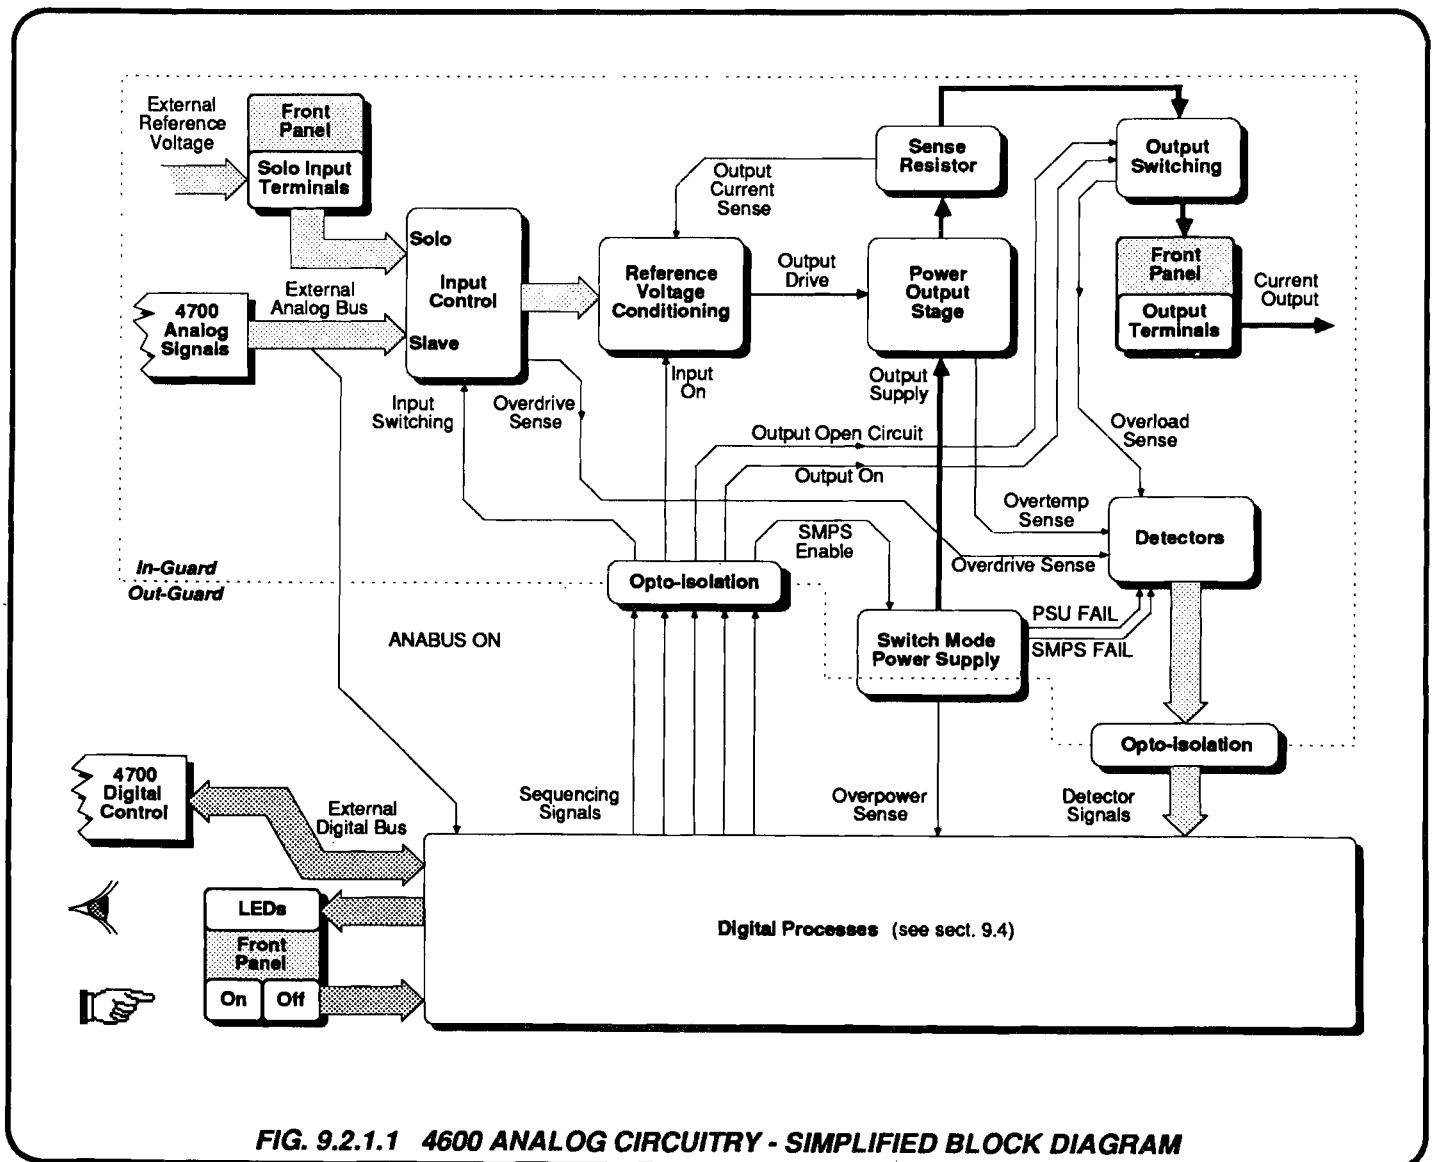 External
Reference
Voltage
Front
Panel
Solo Input
Terminals
Sense
Resistor
Output
Switching
Output
Current
Sense
Solo
Input
Control
Slave
Reference
Voltage
Conditioning
Output
Drive
Power
Output
Stage
Front
Panel
Output
Terminals
Current
Output
4700
Analog
Signals
External
Analog Bus
Input
Switching
Overdrive
Sense
Input
On
Output
Supply
Output Open Circuit
Output On
Overload
Sense
Overtemp
Sense
Detectors
SMPS
Enable
Overdrive Sense
In-Guard
Out-Guard
Opto-isolation
ANABUS ON
Switch Mode
Power Supply
PSU FAIL
SMPS FAIL
Opto-isolation
4700
Digital
Control
External
Digital Bus
Sequencing
Signals
Overpower
Sense
Detector
Signals
LEDs
Front
Panel
On Off
Digital Processes (see sect. 9.4)
FIG. 9.2.1.1 4600 ANALOG CIRCUITRY - SIMPLIFIED BLOCK DIAGRAM